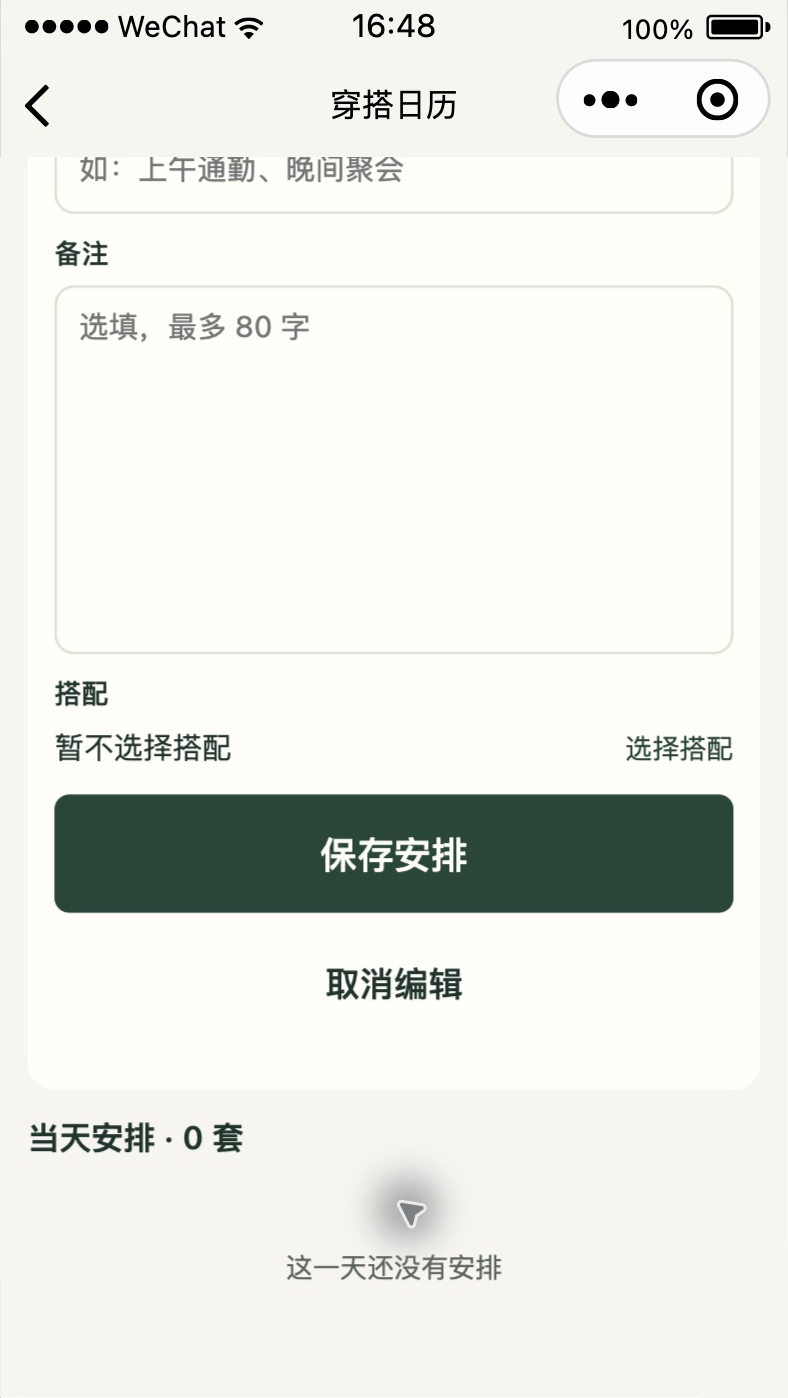 WeChat 16:48 100%
穿搭日历
如：上午通勤、晚间聚会
备注
选填，最多 80 字
搭配
暂不选择搭配 选择搭配
保存安排
取消编辑
当天安排 · 0 套
这一天还没有安排